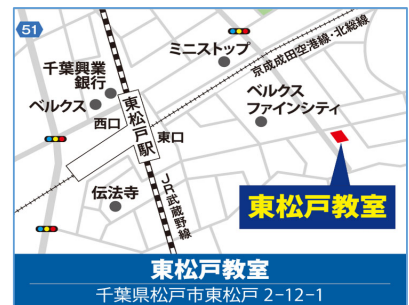 51
ミニストップ
京成成田空港線・北総線
千葉興業
銀行
ベルクス
ベルクス
ファインシティ
西口
東松戸駅
東口
伝法寺
JR武蔵野線
東松戸教室
東松戸教室
千葉県松戸市東松戸 2-12-1